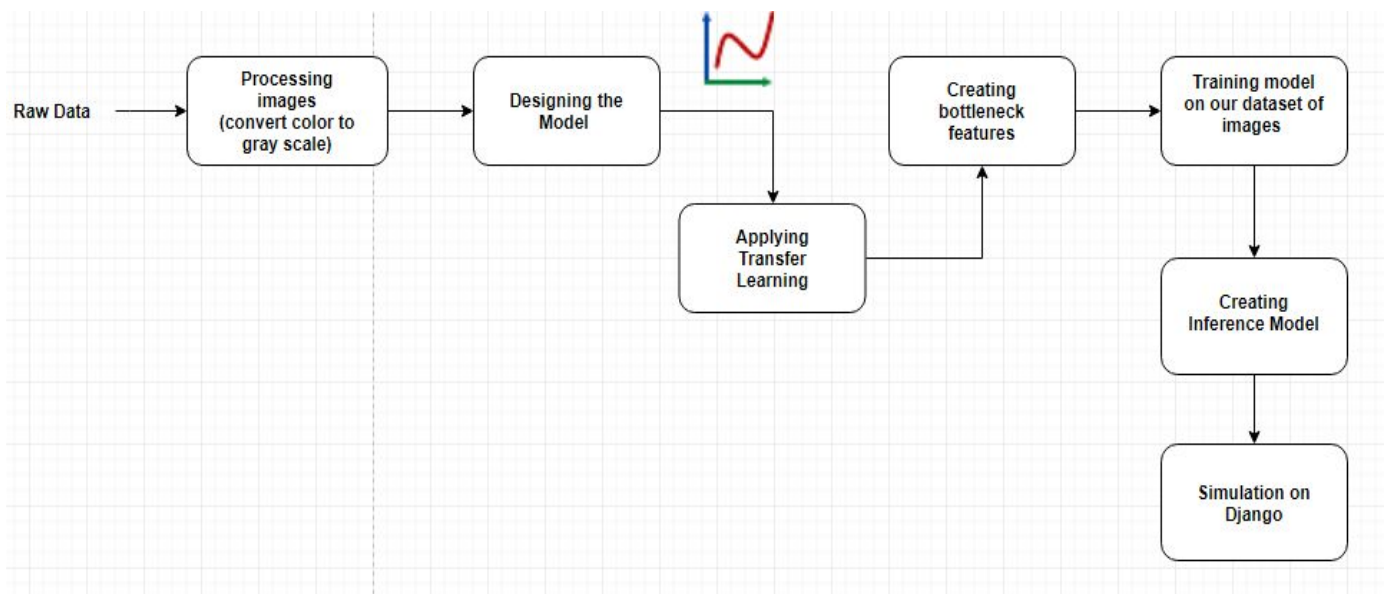 Raw Data
Processing
images
(convert color to
gray scale)
Designing the
Model
Applying
Transfer
Learning
Creating
bottleneck
features
Training model
on our dataset of
images
Creating
Inference Model
Simulation on
Django